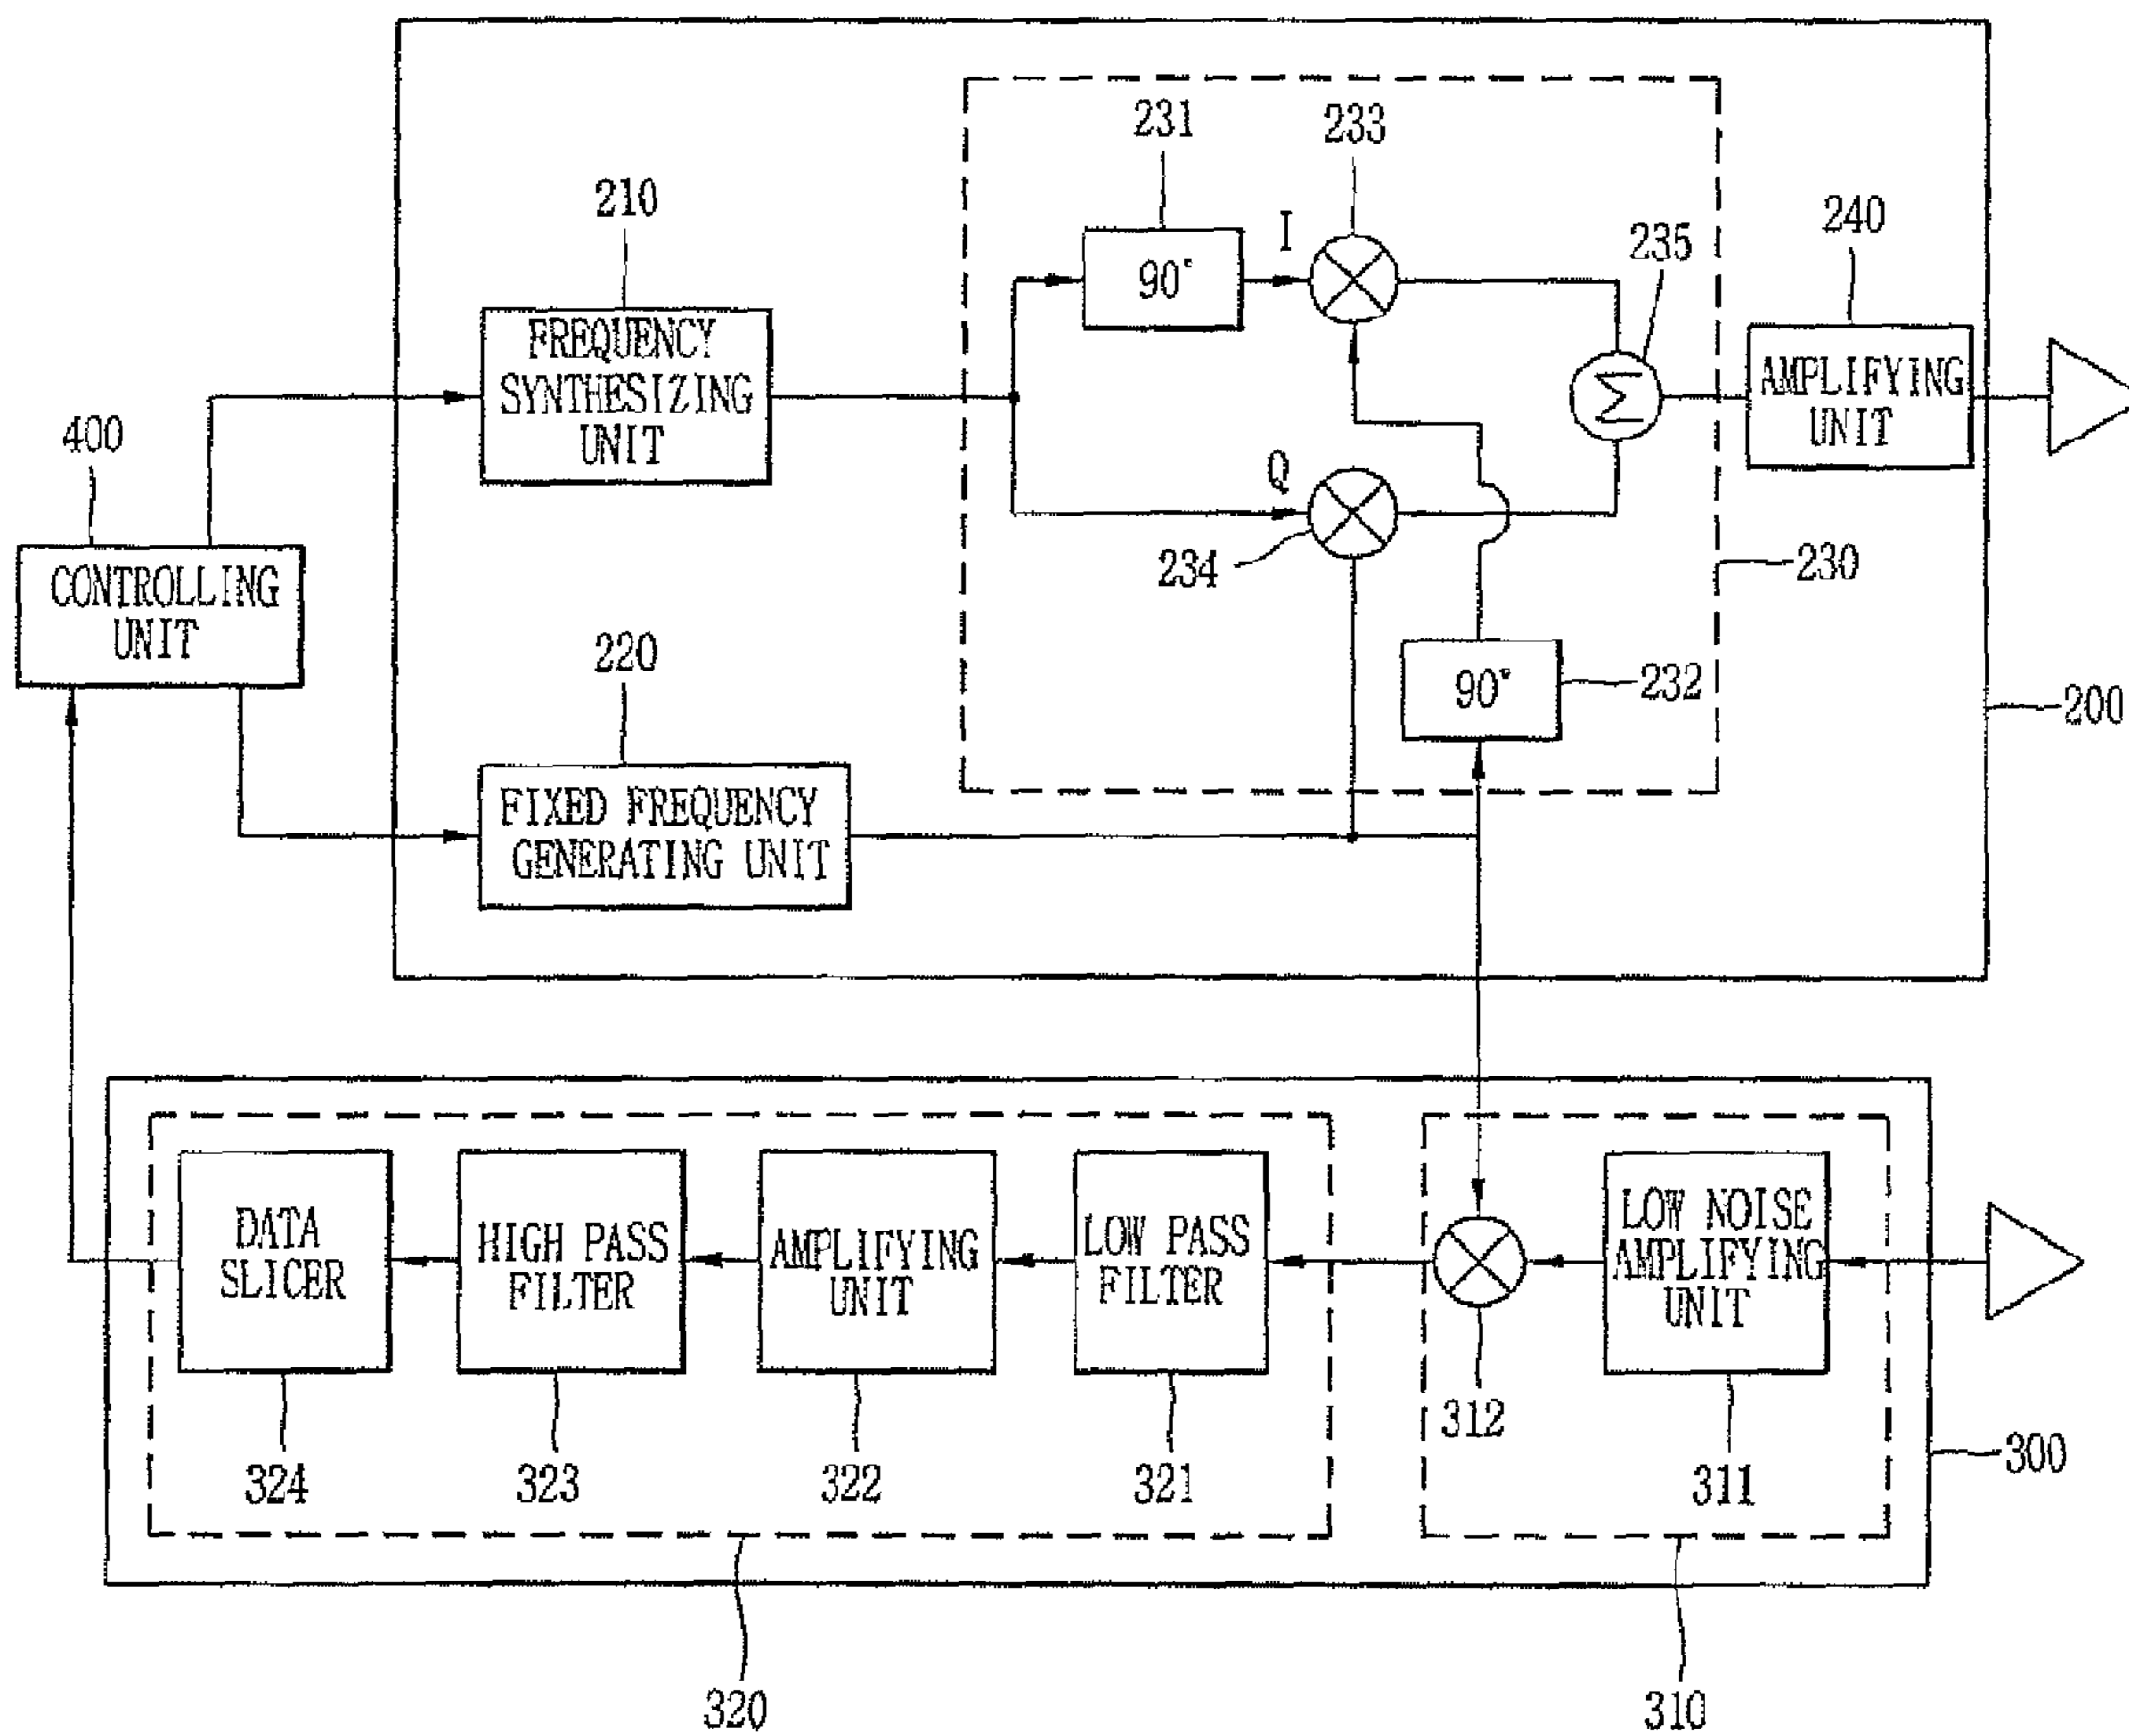 231
233
210
I
235
240
90°
FREQUENCY
SYNTHESIZING
UNIT
Σ
AMPLIFYING
UNIT
400
Q
234
230
CONTROLLING
UNIT
220
90°
232
200
FIXED FREQUENCY
GENERATING UNIT
DATA
SLICER
HIGH PASS
FILTER
AMPLIFYING
UNIT
LOW PASS
FILTER
LOW NOISE
AMPLIFYING
UNIT
312
324
323
322
321
311
300
320
310